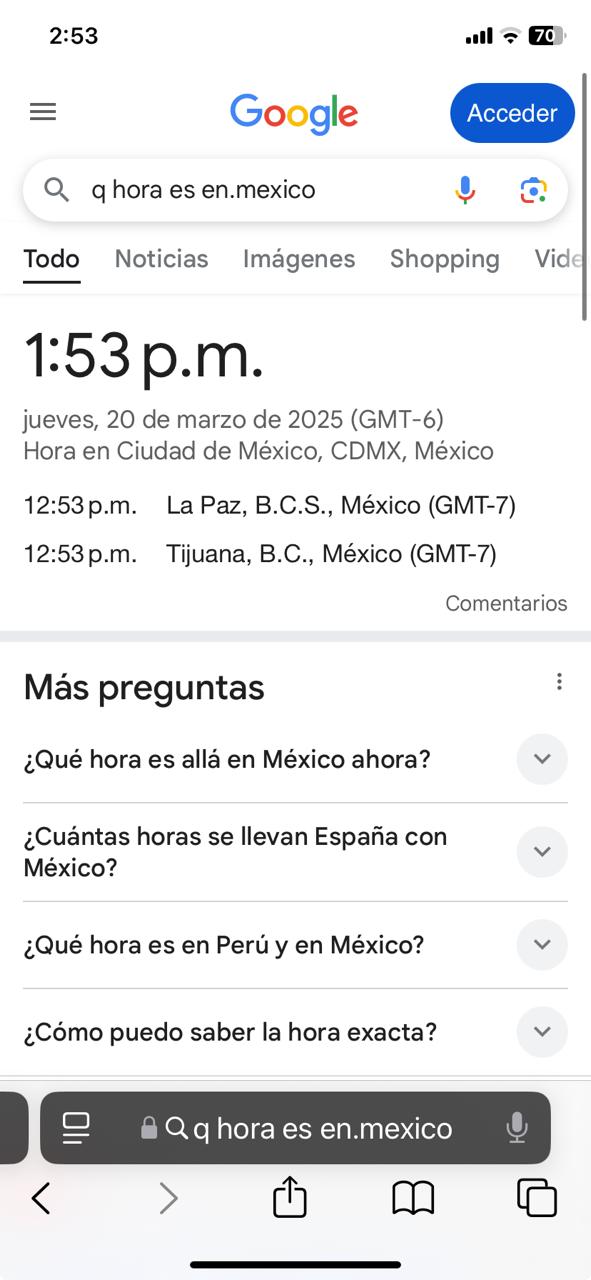 2:53
70
Google
Acceder
q hora es en.mexico
Todo Noticias Imágenes Shopping Vide
1:53 p.m.
jueves, 20 de marzo de 2025 (GMT-6)
Hora en Ciudad de México, CDMX, México
12:53 p.m. La Paz, B.C.S., México (GMT-7)
12:53 p.m. Tijuana, B.C., México (GMT-7)
Comentarios
Más preguntas
¿Qué hora es allá en México ahora?
¿Cuántas horas se llevan España con
México?
¿Qué hora es en Perú y en México?
¿Cómo puedo saber la hora exacta?
q hora es en.mexico